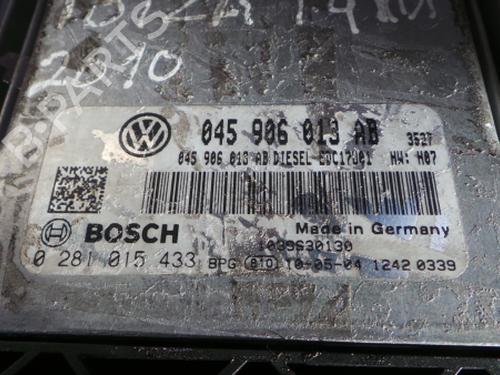 2010
045 906 013 AB 3527
045 906 013 AB DIESEL EDC17U01 HW: H07
BOSCH Made in Germany
039S30130
0 281 015 433 BPG 10-05-04 1242 0339